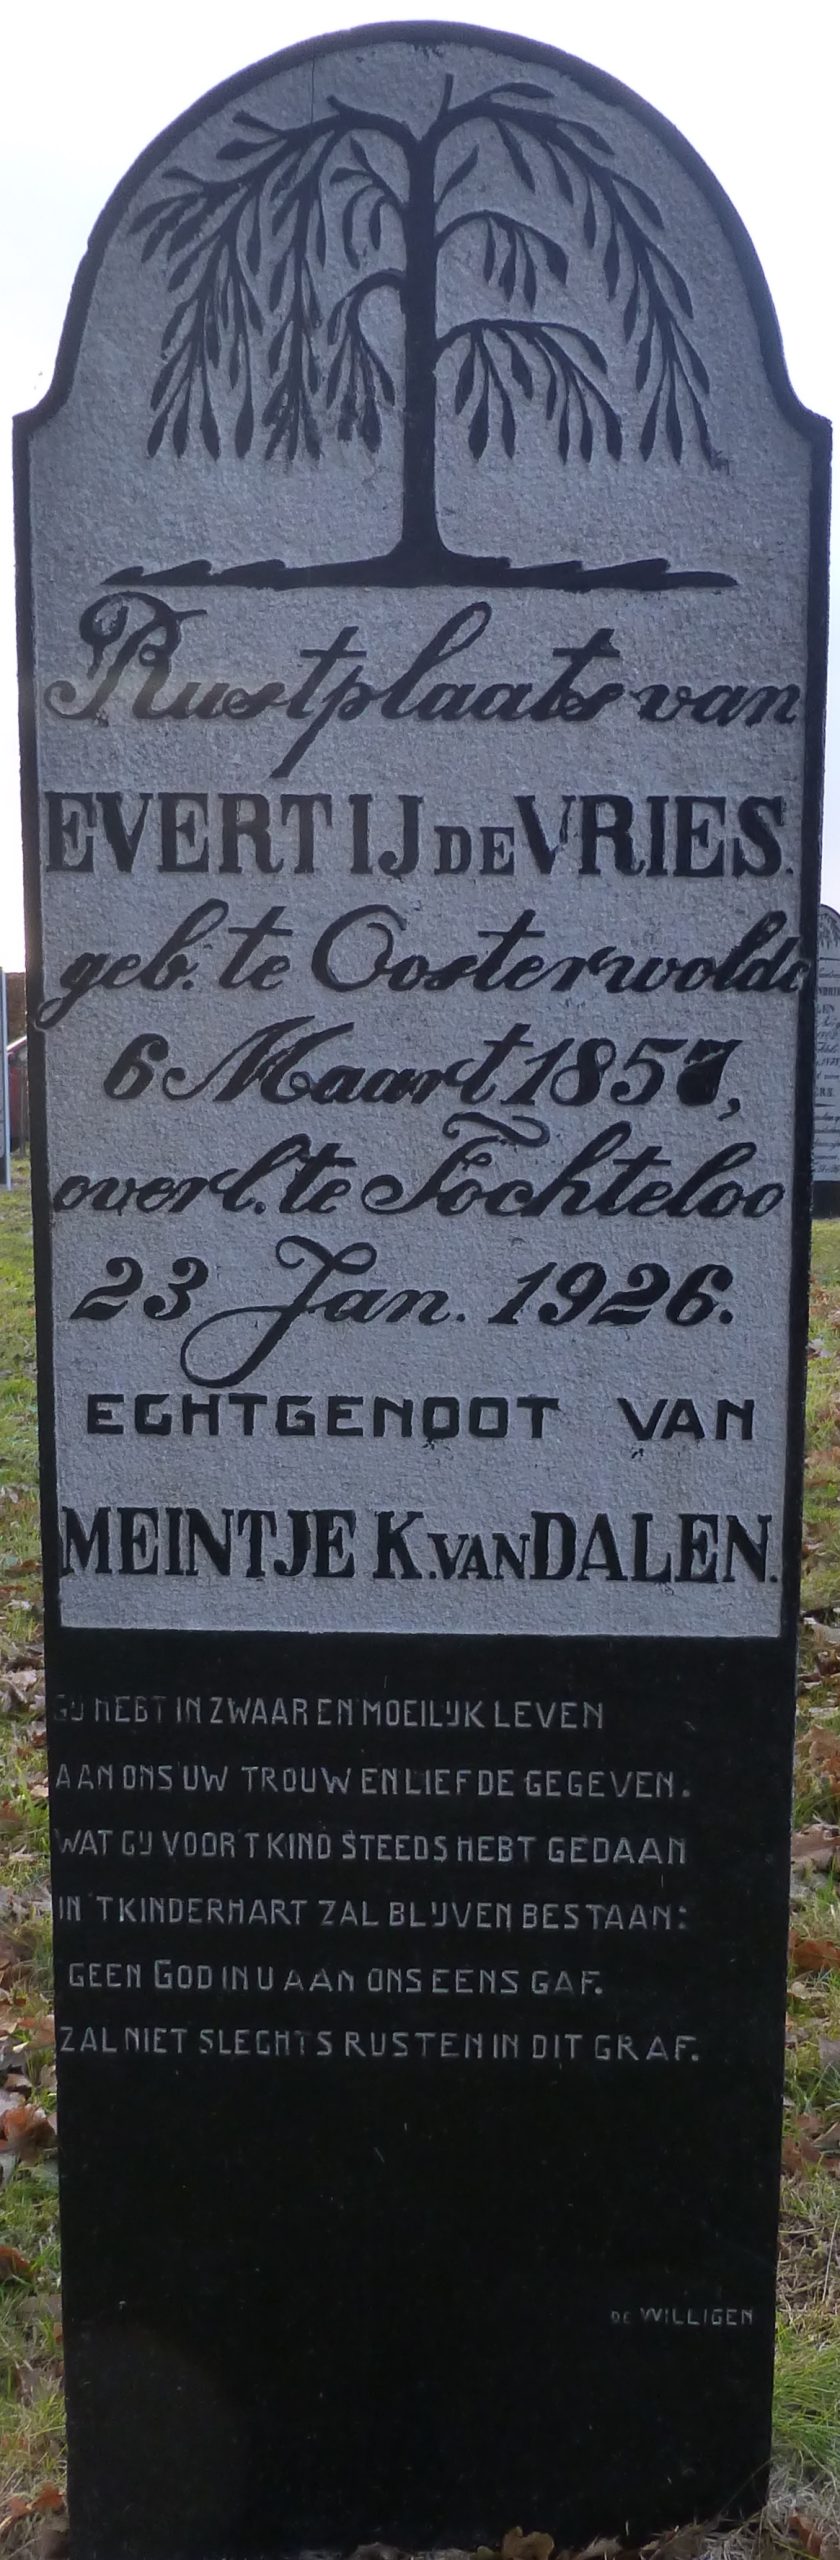 Rustplaats van
EVERT IJ DE VRIES.
geb. te Oosterwolde
6 Maart 1857,
overl. te Fochteloo
23 Jan. 1926.
ECHTGENOOT VAN
MEINTJE K. VAN DALEN.
GIJ HEBT IN ZWAAR EN MOEILIJK LEVEN
AAN ONS UW TROUW EN LIEFDE GEGEVEN.
WAT GIJ VOOR 'T KIND STEEDS HEBT GEDAAN
IN 'T KINDERHART ZAL BLIJVEN BESTAAN:
GEEN GOD IN U AAN ONS EENS GAF.
ZAL NIET SLECHTS RUSTEN IN DIT GRAF.
DE WILLIGEN